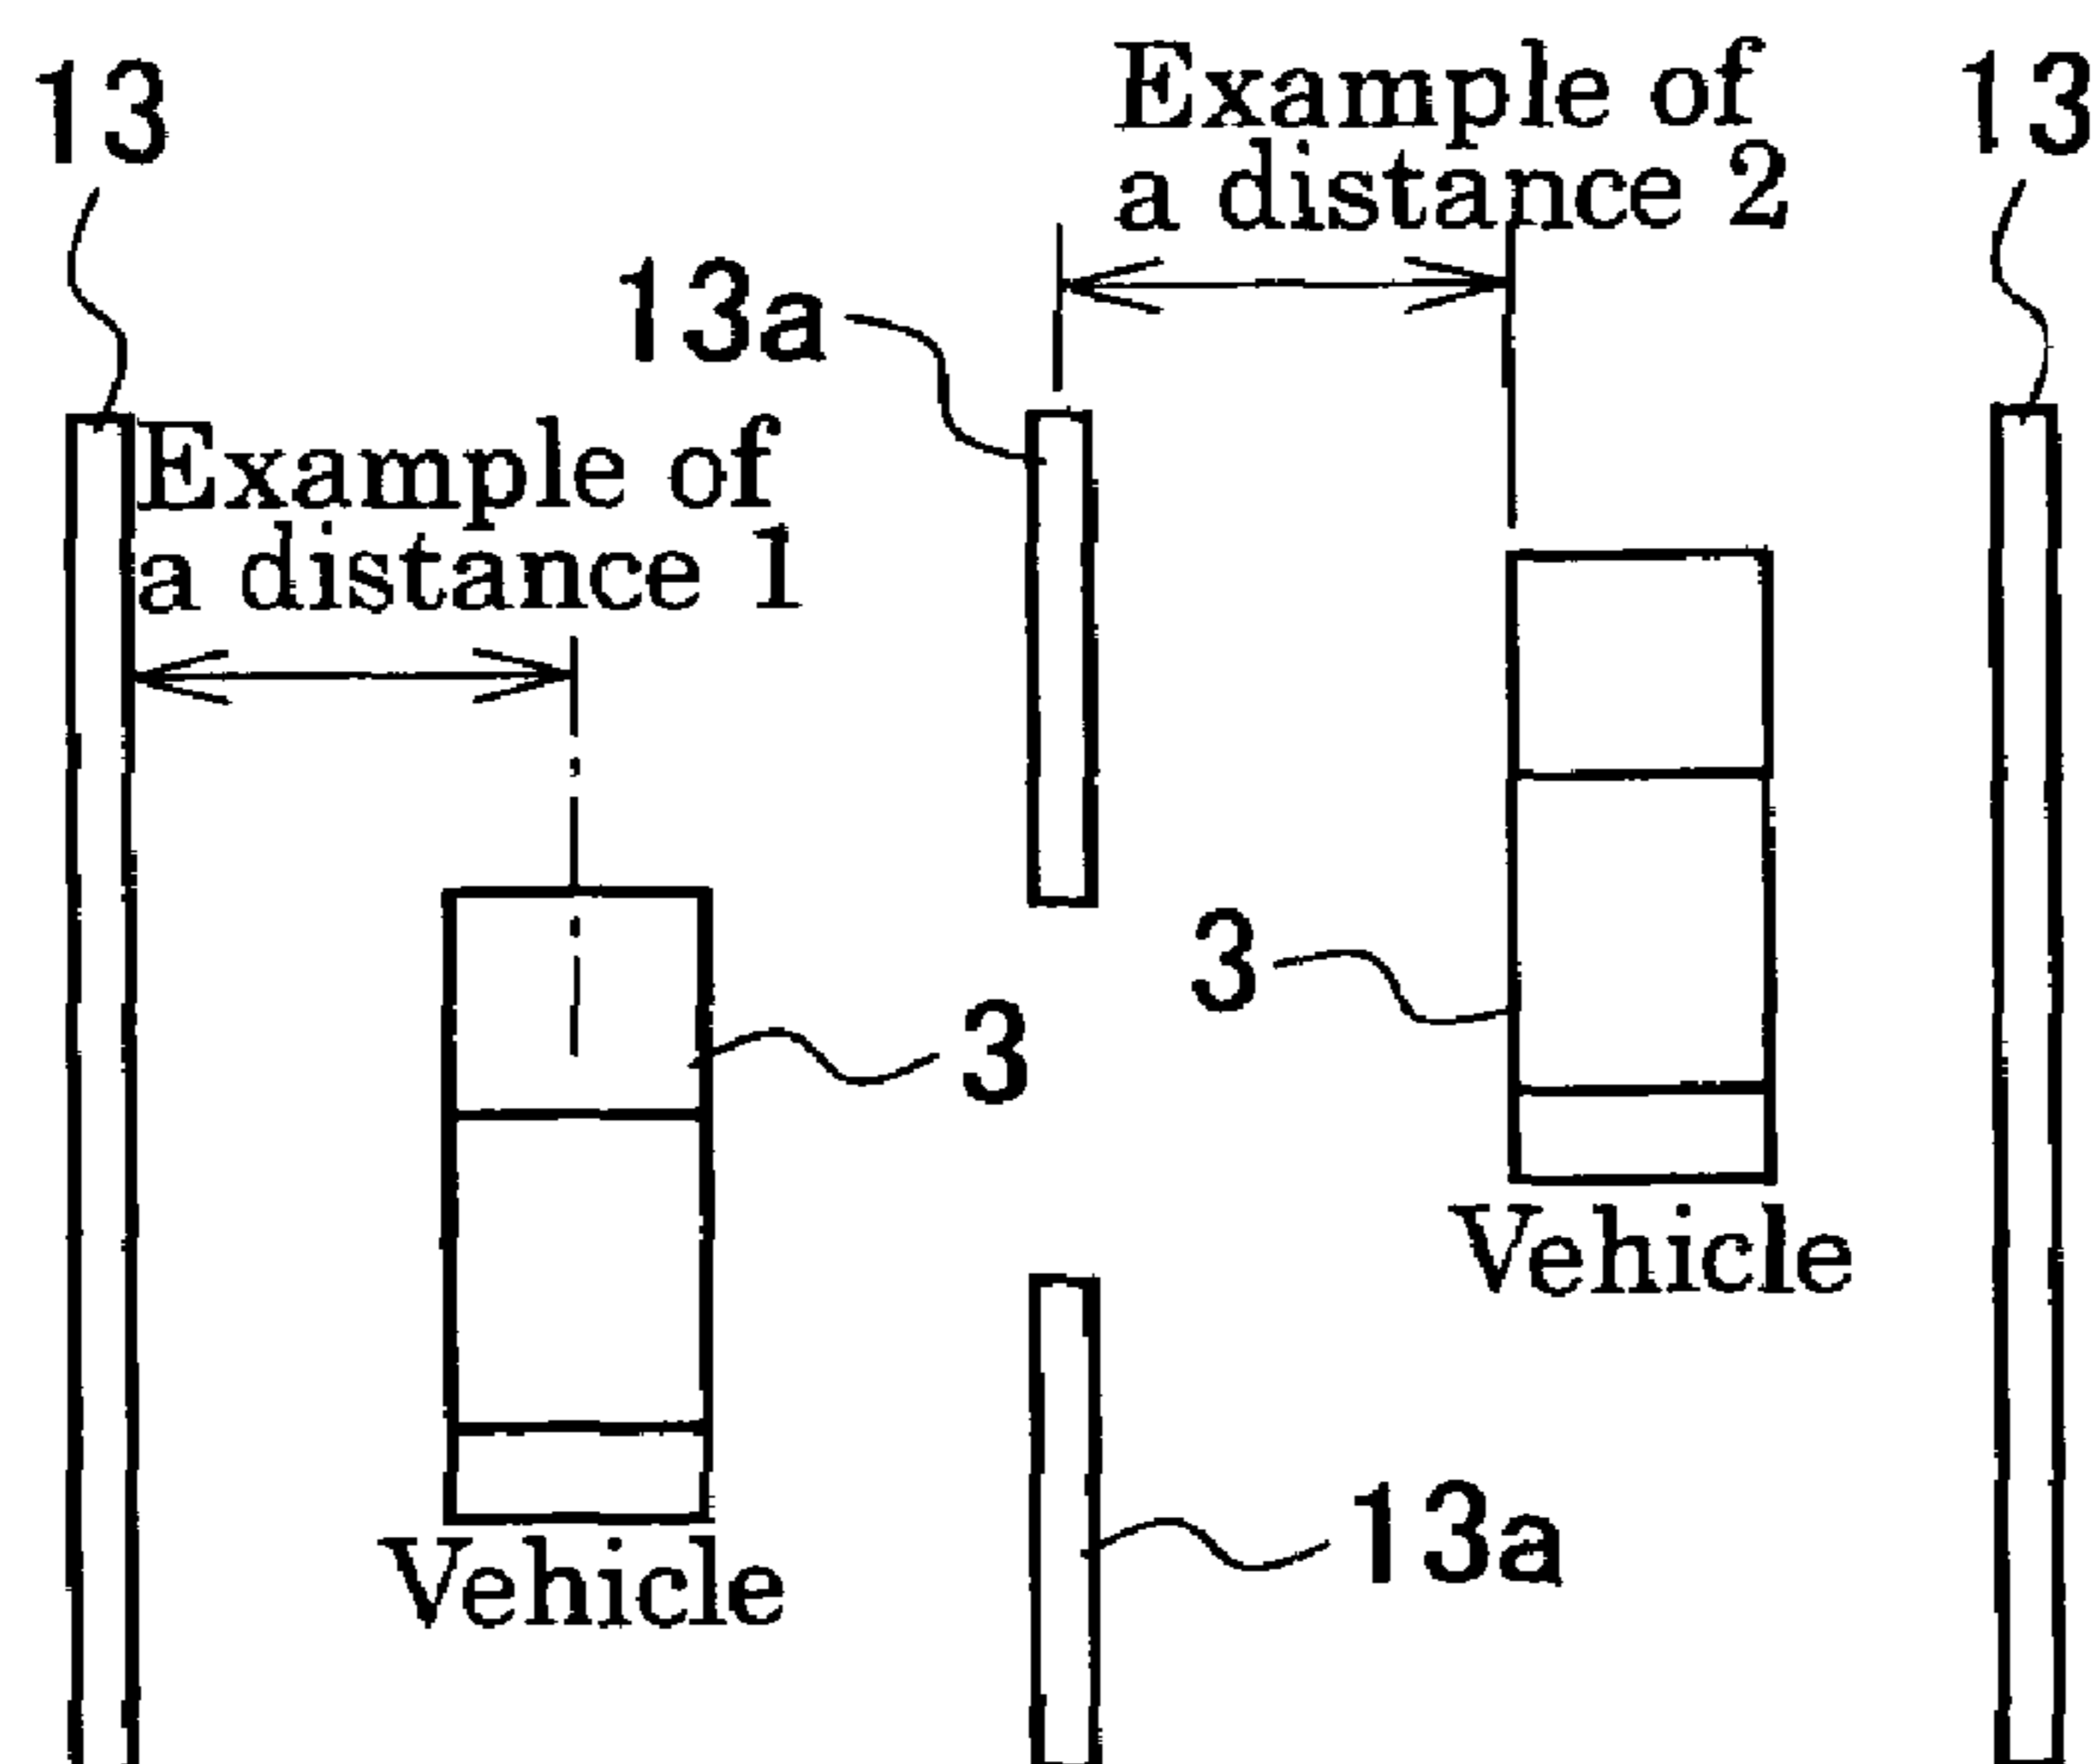 13
Example of
a distance 2
13
13a
Example of
a distance 1
3
3
Vehicle
13a
Vehicle